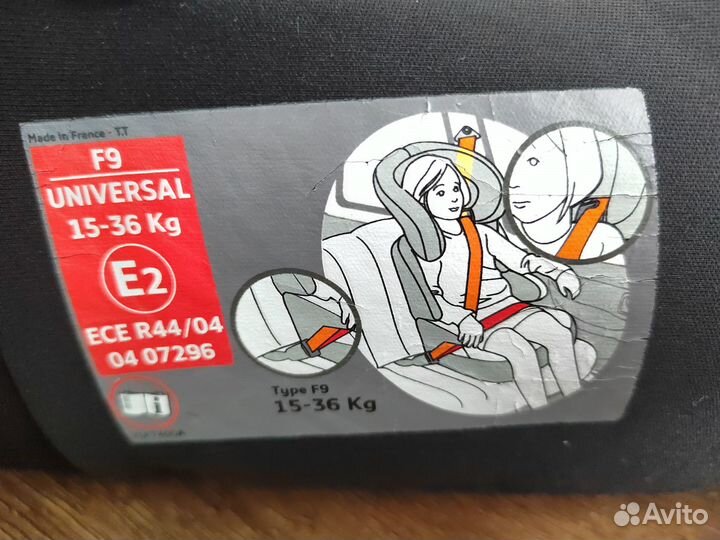 Made in France - T.T
F9
UNIVERSAL
15-36 Kg
E2
ECE R44/04
04 07296
i
Type F9
15-36 Kg
Avito